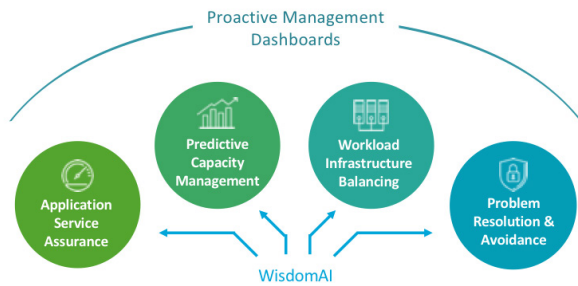 Proactive Management
Dashboards
Application
Service
Assurance
Predictive
Capacity
Management
Workload
Infrastructure
Balancing
Problem
Resolution &
Avoidance
WisdomAI